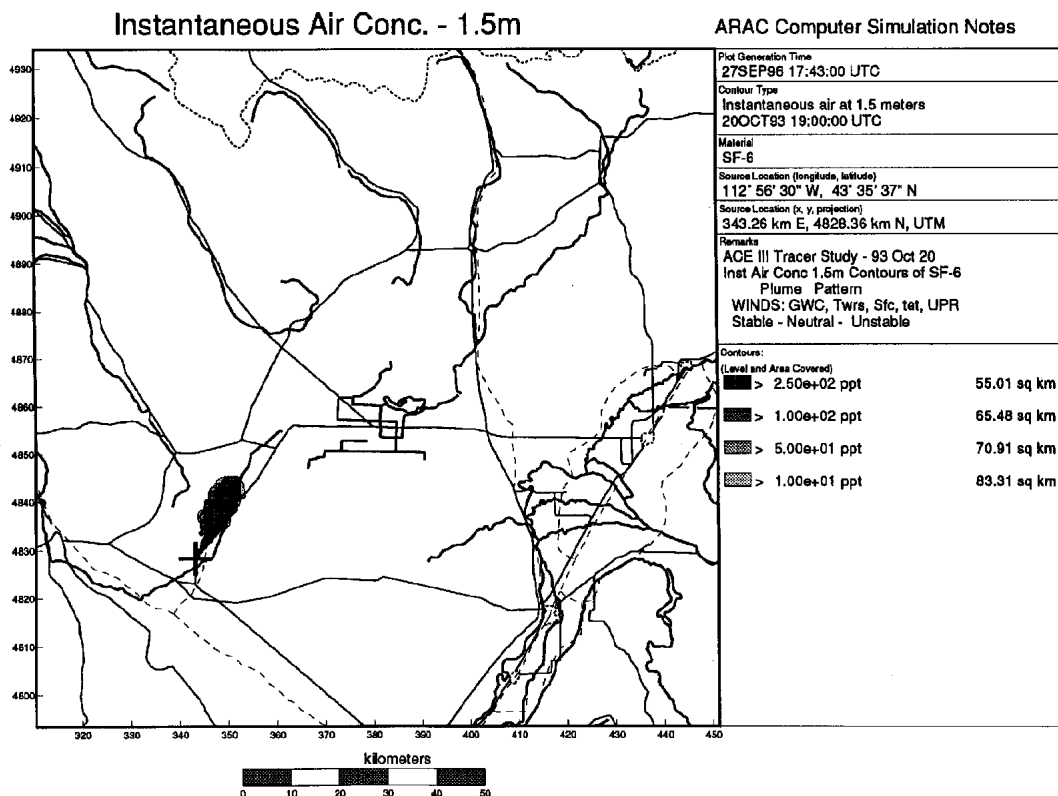 Instantaneous Air Conc. - 1.5m
4930
4920
4910
4900
4890
4880
4870
4860
4850
4840
4830
4820
4810
4800
320 330 340 350 360 370 380 390 400 410 420 430 440 450
kilometers
0 10 20 30 40 50
ARAC Computer Simulation Notes
Plot Generation Time
27SEP96 17:43:00 UTC
Contour Type
Instantaneous air at 1.5 meters
20OCT93 19:00:00 UTC
Material
SF-6
Source Location (longitude, latitude)
112° 56' 30" W, 43° 35' 37" N
Source Location (x, y, projection)
343.26 km E, 4828.36 km N, UTM
Remarks
ACE III Tracer Study - 93 Oct 20
Inst Air Conc 1.5m Contours of SF-6
Plume Pattern
WINDS: GWC, Twrs, Sfc, tet, UPR
Stable - Neutral - Unstable
Contours:
(Level and Area Covered)
> 2.50e+02 ppt 55.01 sq km
> 1.00e+02 ppt 65.48 sq km
> 5.00e+01 ppt 70.91 sq km
> 1.00e+01 ppt 83.31 sq km